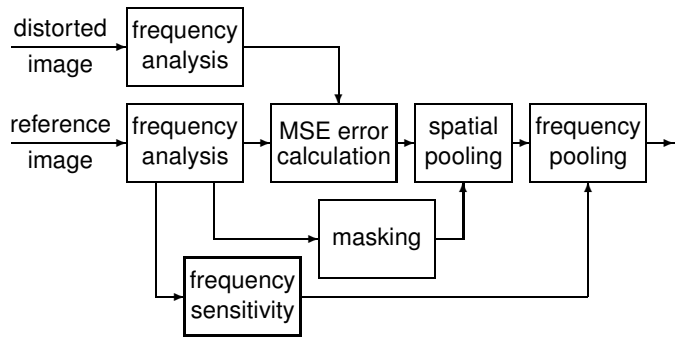 distorted
image
frequency
analysis
reference
image
frequency
analysis
MSE error
calculation
spatial
pooling
frequency
pooling
masking
frequency
sensitivity